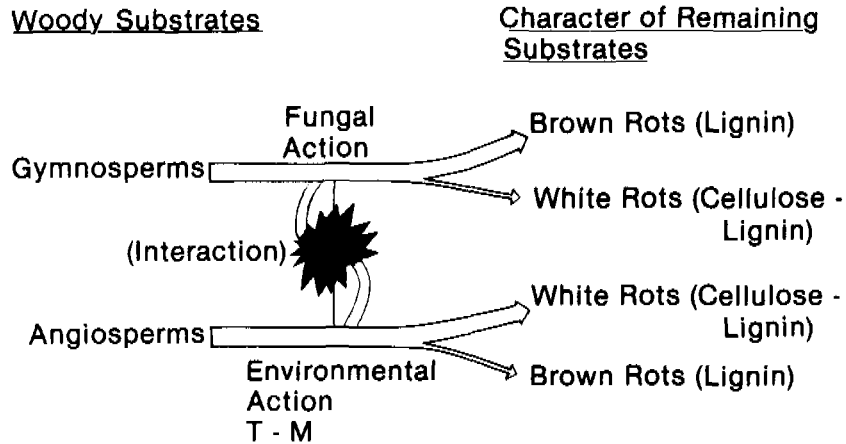 Woody Substrates
Character of Remaining
Substrates
Fungal
Action
Gymnosperms
Brown Rots (Lignin)
White Rots (Cellulose -
Lignin)
(Interaction)
White Rots (Cellulose -
Lignin)
Angiosperms
Brown Rots (Lignin)
Environmental
Action
T - M